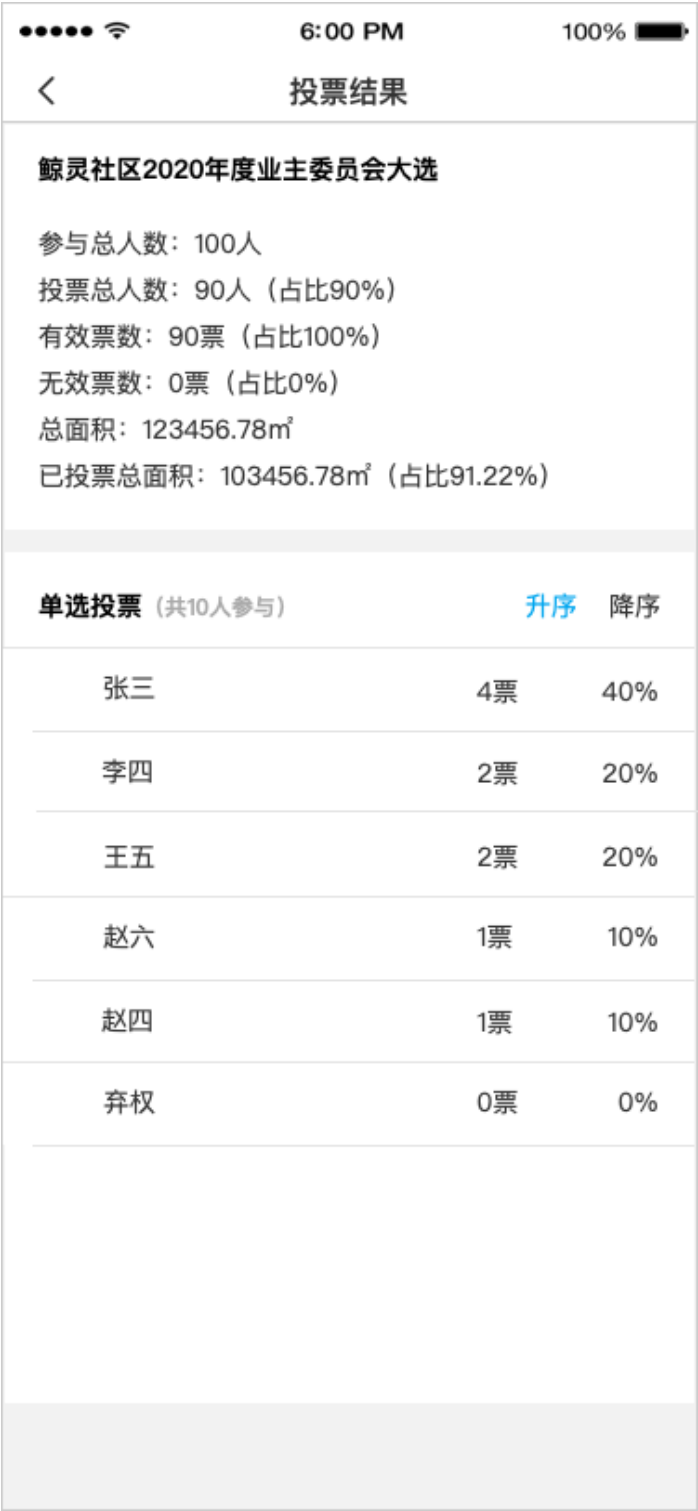 6:00 PM 100%
投票结果
鲸灵社区2020年度业主委员会大选
参与总人数：100人
投票总人数：90人（占比90%）
有效票数：90票（占比100%）
无效票数：0票（占比0%）
总面积：123456.78㎡
已投票总面积：103456.78㎡（占比91.22%）
单选投票（共10人参与） 升序 降序
张三 4票 40%
李四 2票 20%
王五 2票 20%
赵六 1票 10%
赵四 1票 10%
弃权 0票 0%